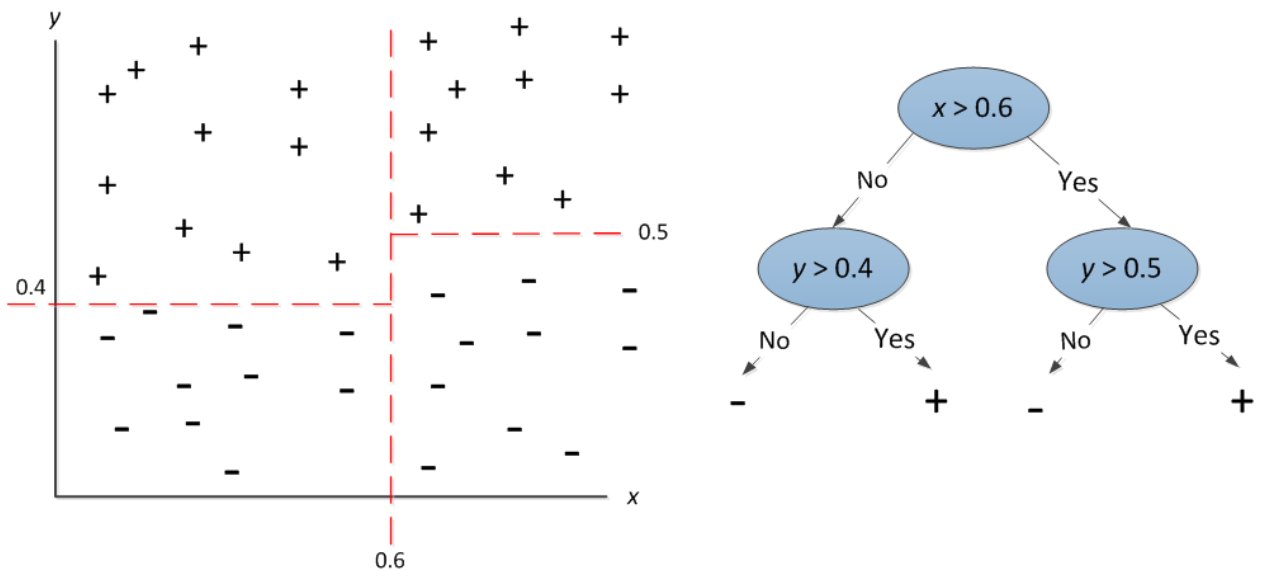 y
0.5
0.4
x
0.6
x > 0.6
No
Yes
y > 0.4
y > 0.5
No
Yes
No
Yes
-
+
-
+